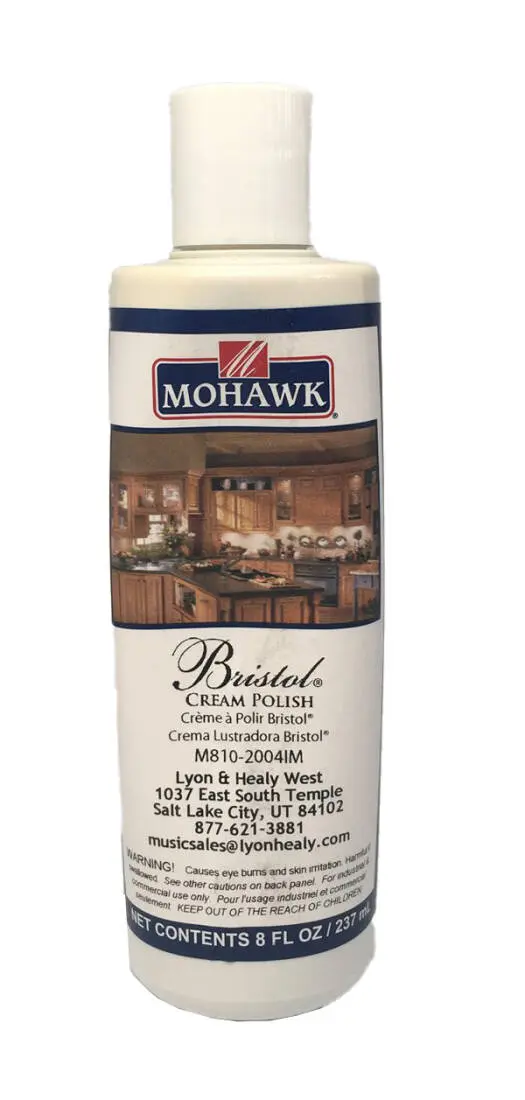 M
MOHAWK®
Bristol®
CREAM POLISH
Crème à Polir Bristol®
Crema Lustradora Bristol®
M810-2004IM
Lyon & Healy West
1037 East South Temple
Salt Lake City, UT 84102
877-621-3881
musicsales@lyonhealy.com
WARNING! Causes eye burns and skin irritation. Harmful if
swallowed. See other cautions on back panel. For industrial &
commercial use only. Pour l'usage industriel et commercial
seulement. KEEP OUT OF THE REACH OF CHILDREN.
NET CONTENTS 8 FL OZ / 237 mL